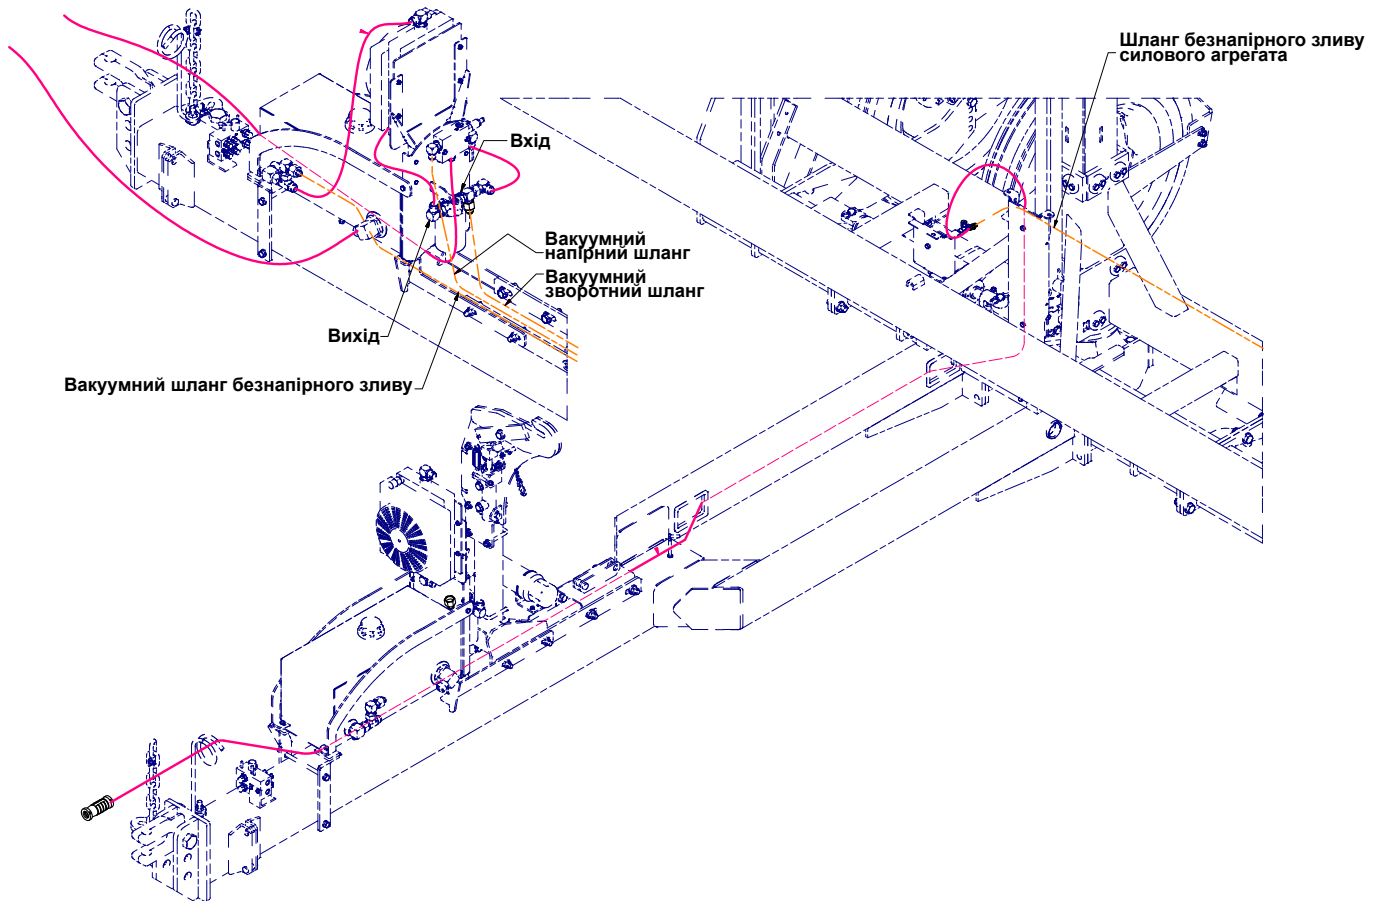 Шланг безнапірного зливу
силового агрегата
Вхід
Вакуумний
напірний шланг
Вакуумний
зворотний шланг
Вихід
Вакуумний шланг безнапірного зливу